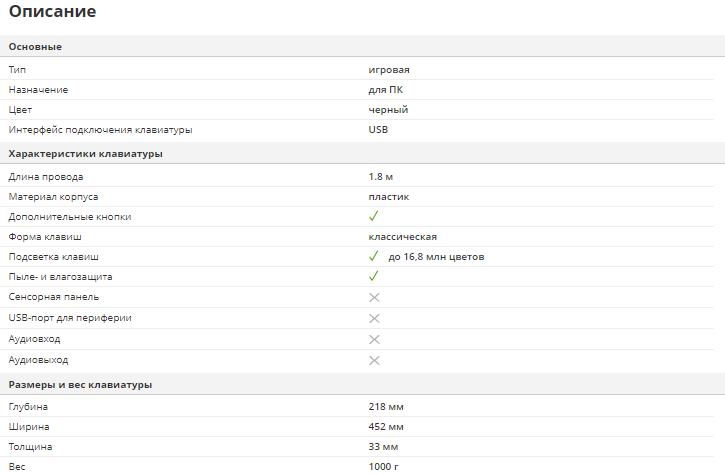 Описание
Основные
Тип игровая
Назначение для ПК
Цвет черный
Интерфейс подключения клавиатуры USB
Характеристики клавиатуры
Длина провода 1.8 м
Материал корпуса пластик
Дополнительные кнопки
Форма клавиш классическая
Подсветка клавиш до 16,8 млн цветов
Пыле- и влагозащита
Сенсорная панель
USB-порт для периферии
Аудиовход
Аудиовыход
Размеры и вес клавиатуры
Глубина 218 мм
Ширина 452 мм
Толщина 33 мм
Вес 1000 г